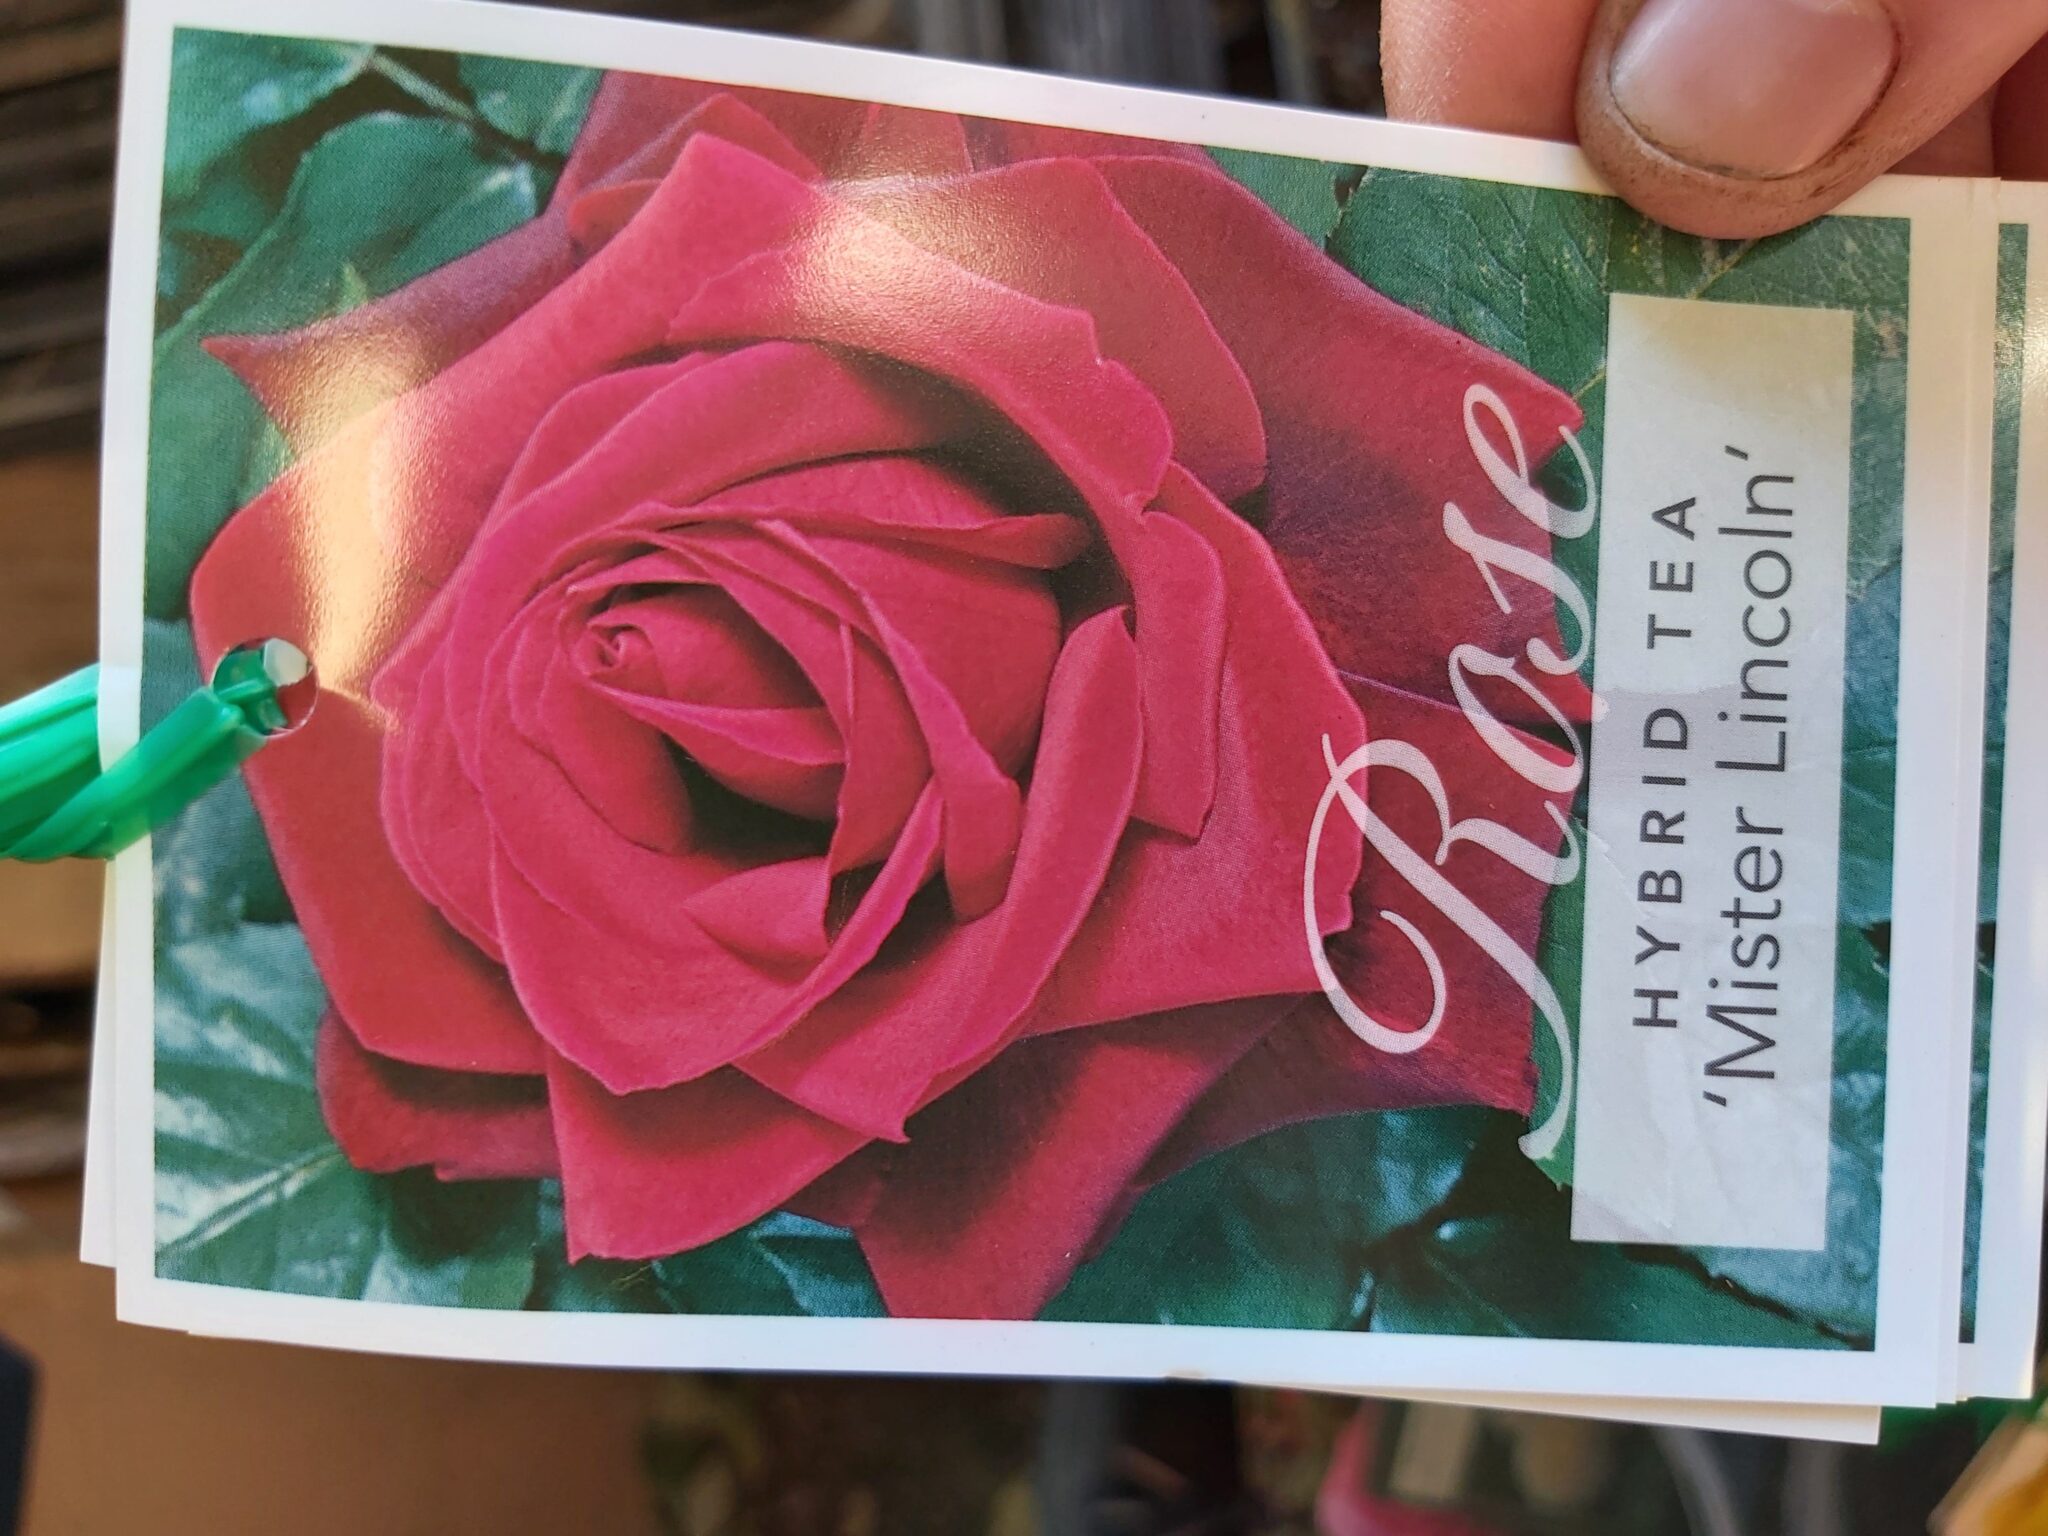 Rose
HYBRID TEA
‘Mister Lincoln’